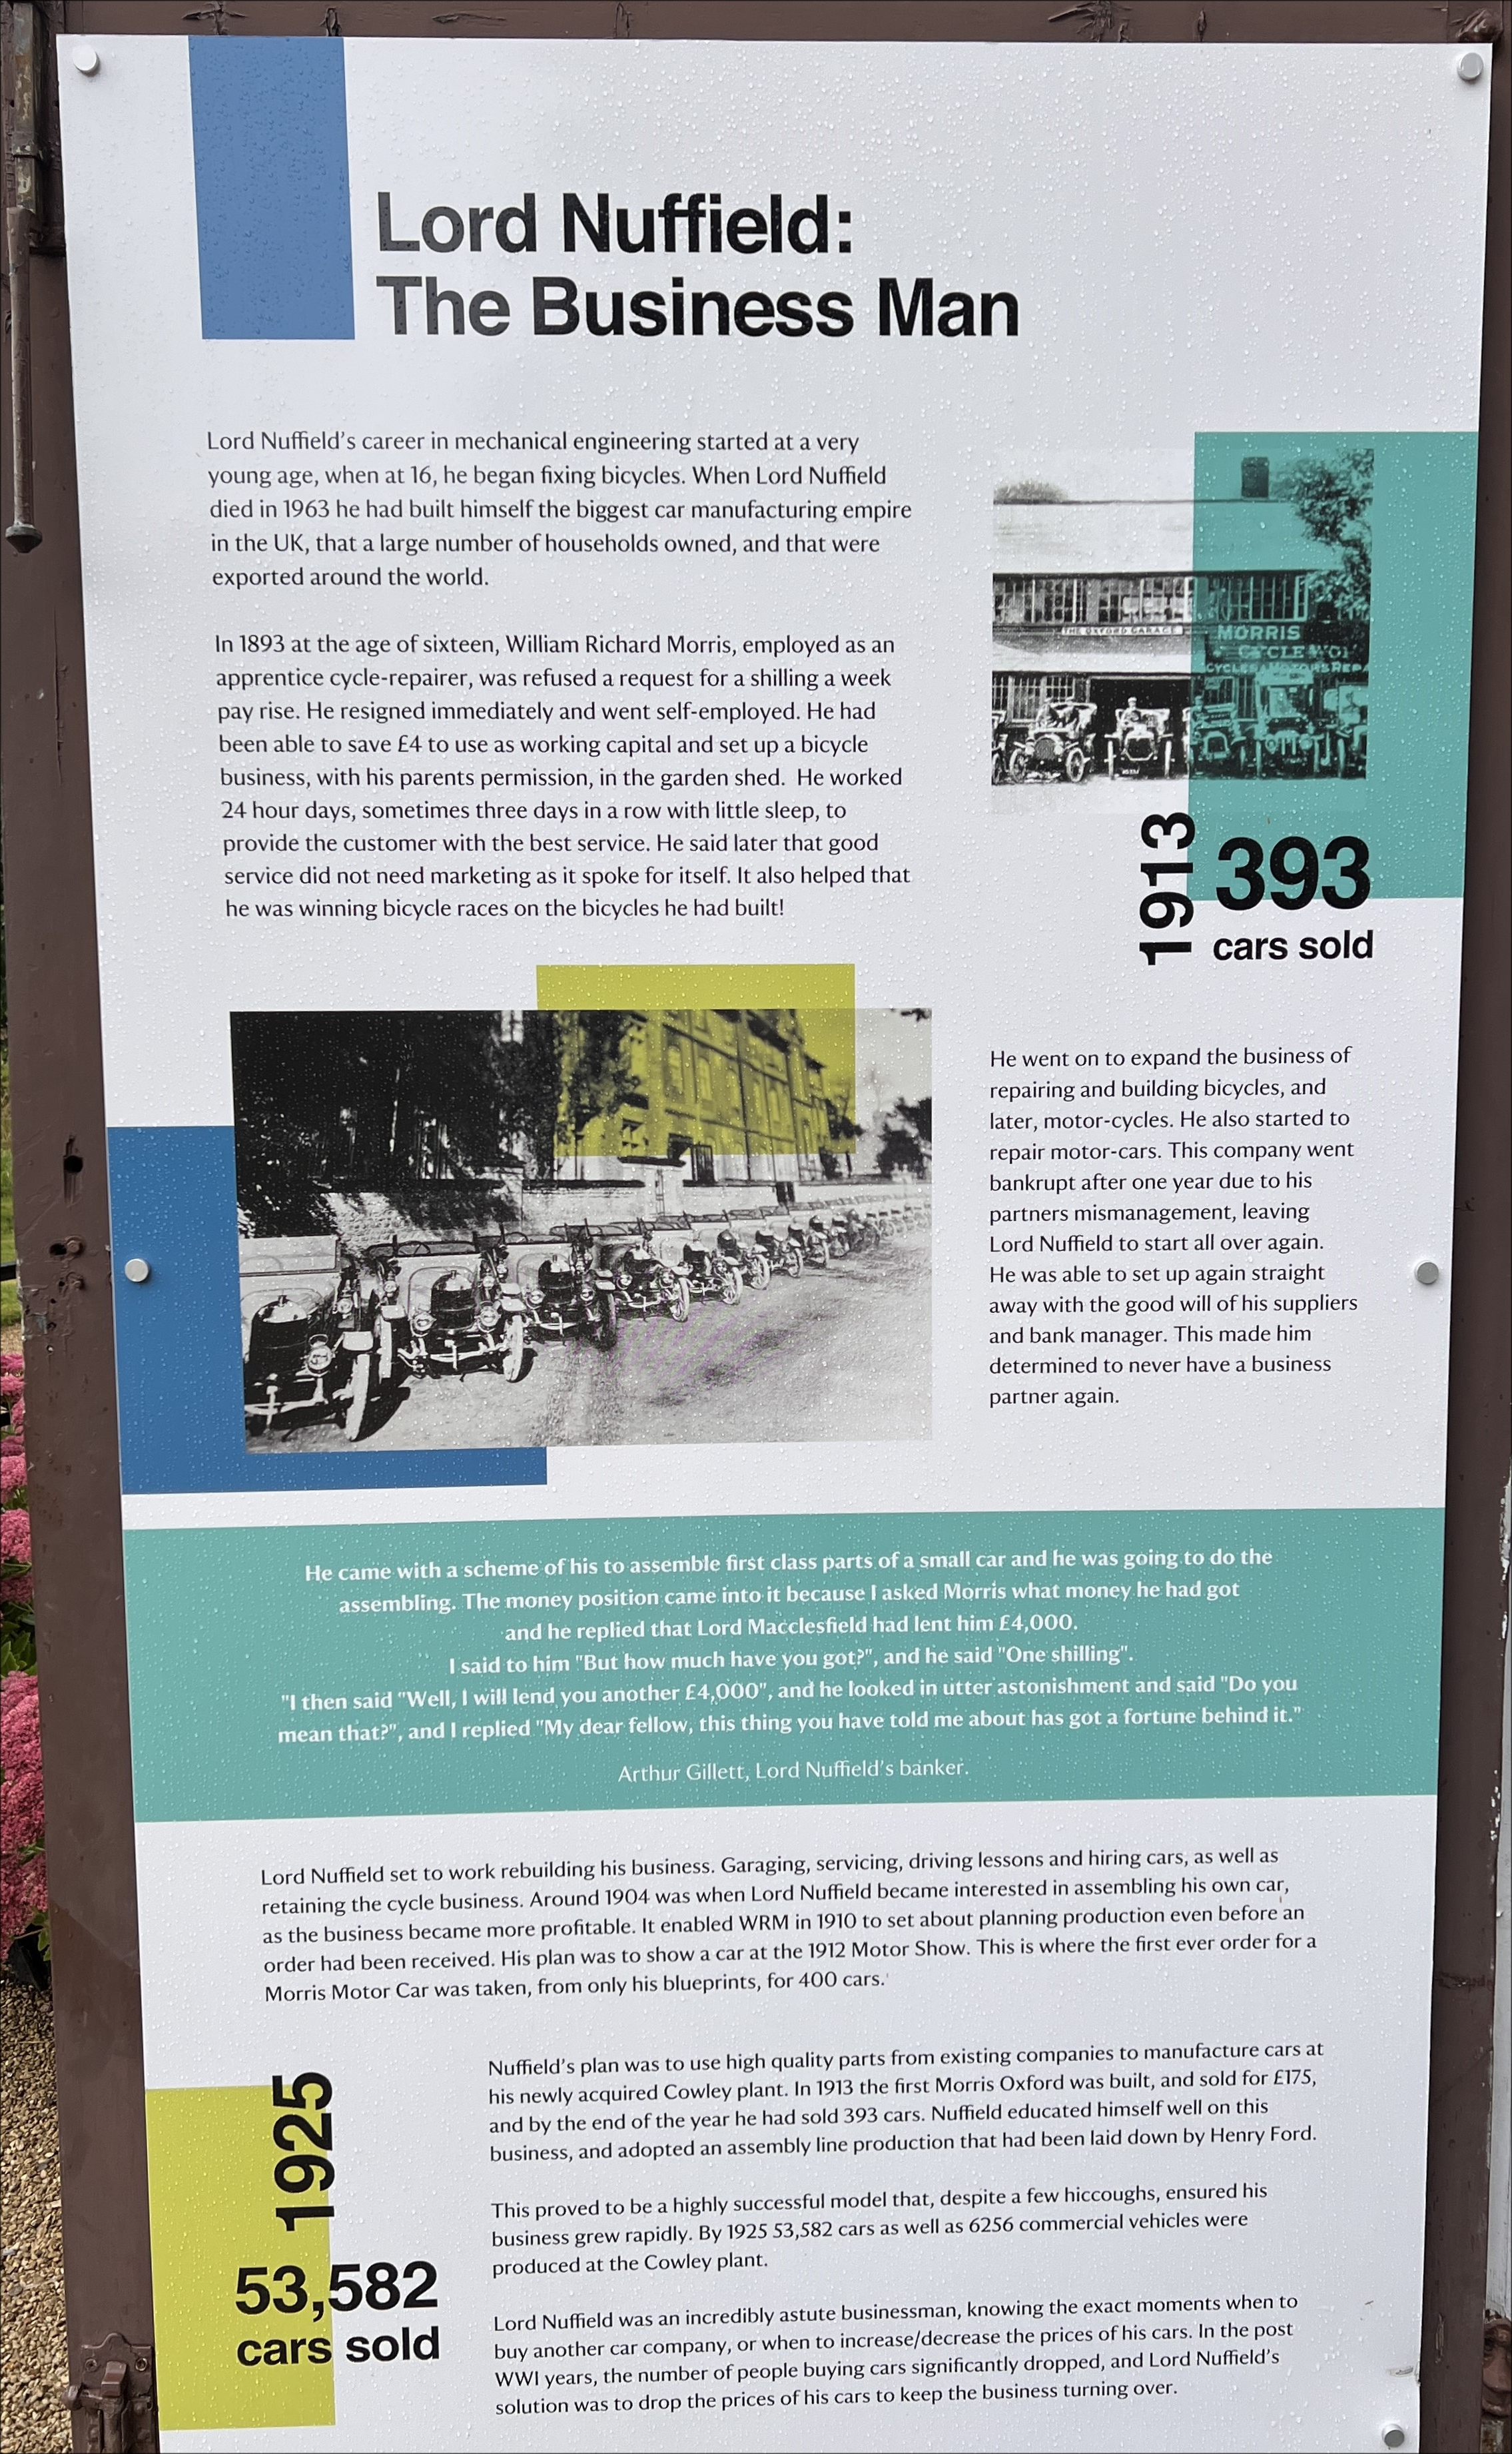 Lord Nuffield:
The Business Man
Lord Nuffield's career in mechanical engineering started at a very
young age, when at 16, he began fixing bicycles. When Lord Nuffield
died in 1963 he had built himself the biggest car manufacturing empire
in the UK, that a large number of households owned, and that were
exported around the world.
In 1893 at the age of sixteen, William Richard Morris, employed as an
apprentice cycle-repairer, was refused a request for a shilling a week
pay rise. He resigned immediately and went self-employed. He had
been able to save £4 to use as working capital and set up a bicycle
business, with his parents permission, in the garden shed. He worked
24 hour days, sometimes three days in a row with little sleep, to
provide the customer with the best service. He said later that good
service did not need marketing as it spoke for itself. It also helped that
he was winning bicycle races on the bicycles he had built!
THE OXFORD GARAGE
MORRIS
1913
393
cars sold
He went on to expand the business of
repairing and building bicycles, and
later, motor-cycles. He also started to
repair motor-cars. This company went
bankrupt after one year due to his
partners mismanagement, leaving
Lord Nuffield to start all over again.
He was able to set up again straight
away with the good will of his suppliers
and bank manager. This made him
determined to never have a business
partner again.
He came with a scheme of his to assemble first class parts of a small car and he was going to do the
assembling. The money position came into it because I asked Morris what money he had got
and he replied that Lord Macclesfield had lent him £4,000.
I said to him "But how much have you got?", and he said "One shilling".
"I then said "Well, I will lend you another £4,000", and he looked in utter astonishment and said "Do you
mean that?", and I replied "My dear fellow, this thing you have told me about has got a fortune behind it."
Arthur Gillett, Lord Nuffield's banker.
Lord Nuffield set to work rebuilding his business. Garaging, servicing, driving lessons and hiring cars, as well as
retaining the cycle business. Around 1904 was when Lord Nuffield became interested in assembling his own car,
as the business became more profitable. It enabled WRM in 1910 to set about planning production even before an
order had been received. His plan was to show a car at the 1912 Motor Show. This is where the first ever order for a
Morris Motor Car was taken, from only his blueprints, for 400 cars.
1925
53,582
cars sold
Nuffield's plan was to use high quality parts from existing companies to manufacture cars at
his newly acquired Cowley plant. In 1913 the first Morris Oxford was built, and sold for £175,
and by the end of the year he had sold 393 cars. Nuffield educated himself well on this
business, and adopted an assembly line production that had been laid down by Henry Ford.
This proved to be a highly successful model that, despite a few hiccoughs, ensured his
business grew rapidly. By 1925 53,582 cars as well as 6256 commercial vehicles were
produced at the Cowley plant.
Lord Nuffield was an incredibly astute businessman, knowing the exact moments when to
buy another car company, or when to increase/decrease the prices of his cars. In the post
WWI years, the number of people buying cars significantly dropped, and Lord Nuffield's
solution was to drop the prices of his cars to keep the business turning over.